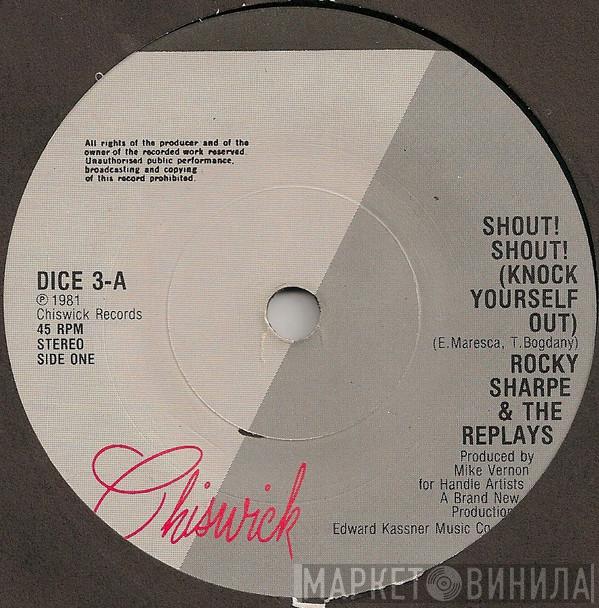 All rights of the producer and of the
owner of the recorded work reserved.
Unauthorised public performance,
broadcasting and copying
of this record prohibited.
DICE 3-A
℗ 1981
Chiswick Records
45 RPM
STEREO
SIDE ONE
SHOUT!
SHOUT!
(KNOCK
YOURSELF
OUT)
(E.Maresca, T.Bogdany)
ROCKY
SHARPE
& THE
REPLAYS
Produced by
Mike Vernon
for Handle Artists
A Brand New
Production
Edward Kassner Music Co
Chiswick
МАРКЕТ ВИНИЛА